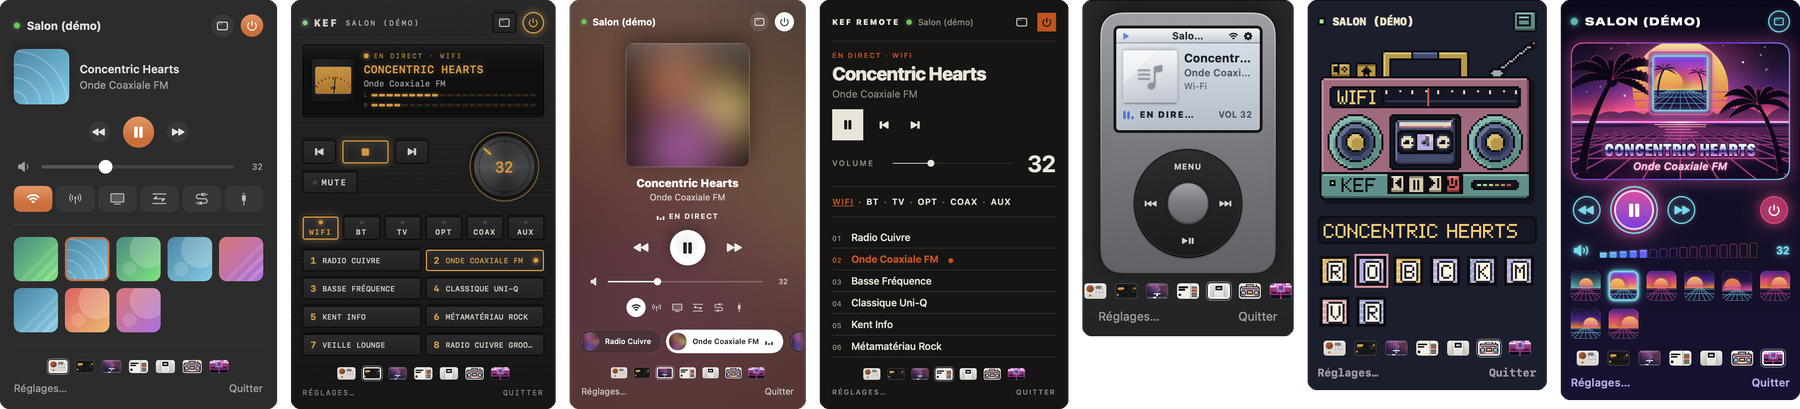 Salon (démo)
Concentric Hearts
Onde Coaxiale FM
32
Réglages...
Quitter
KEF SALON (DÉMO)
EN DIRECT · WIFI
CONCENTRIC HEARTS
Onde Coaxiale FM
L
R
MUTE
32
WIFI BT TV OPT COAX AUX
1 RADIO CUIVRE
2 ONDE COAXIALE FM
3 BASSE FRÉQUENCE
4 CLASSIQUE UNI-Q
5 KENT INFO
6 MÉTAMATÉRIAU ROCK
7 VEILLE LOUNGE
8 RADIO CUIVRE GROO...
RÉGLAGES...
QUITTER
Salon (démo)
Concentric Hearts
Onde Coaxiale FM
EN DIRECT
32
Radio Cuivre
Onde Coaxiale FM
Réglages...
Quitter
KEF REMOTE Salon (démo)
EN DIRECT · WIFI
Concentric Hearts
Onde Coaxiale FM
VOLUME
32
WIFI · BT · TV · OPT · COAX · AUX
01 Radio Cuivre
02 Onde Coaxiale FM
03 Basse Fréquence
04 Classique Uni-Q
05 Kent Info
06 Métamatériau Rock
RÉGLAGES...
QUITTER
Salo...
Concentr...
Onde Coaxi...
Wi-Fi
EN DIRE...
VOL 32
MENU
Réglages...
Quitter
SALON (DÉMO)
WIFI
KEF
CONCENTRIC HEARTS
R O B C K M
V R
Réglages...
Quitter
SALON (DÉMO)
CONCENTRIC HEARTS
Onde Coaxiale FM
32
Réglages...
Quitter